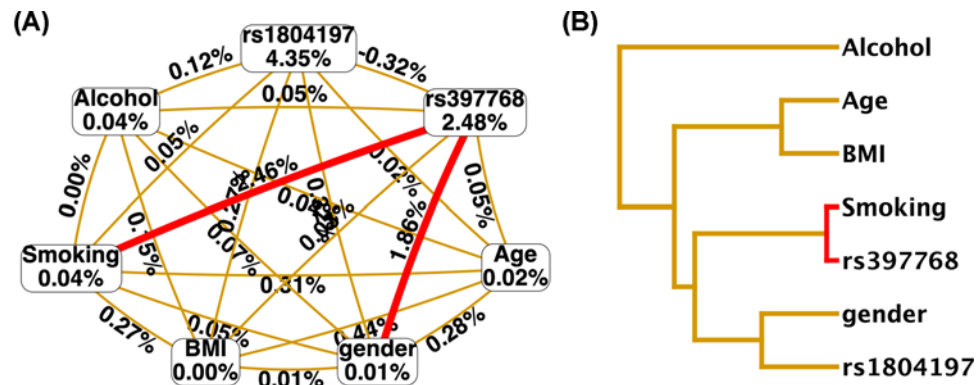 (A)
rs1804197
4.35%
0.12%
-0.32%
Alcohol
0.04%
0.05%
rs397768
2.48%
0.05%
0.02%
2.46%
0.00%
0.05%
1.86%
0.07%
Smoking
0.04%
Age
0.02%
0.31%
0.27%
0.05%
0.44%
0.28%
BMI
0.00%
gender
0.01%
0.01%
(B)
Alcohol
Age
BMI
Smoking
rs397768
gender
rs1804197